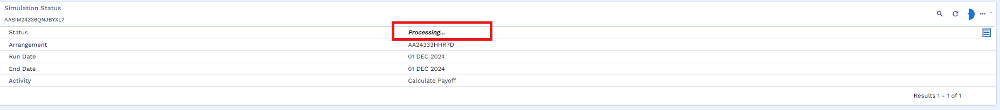 Simulation Status
AASIM24336QNJBYXL7
Status Processing...
Arrangement AA24333HHR7D
Run Date 01 DEC 2024
End Date 01 DEC 2024
Activity Calculate Payoff
Results 1 - 1 of 1